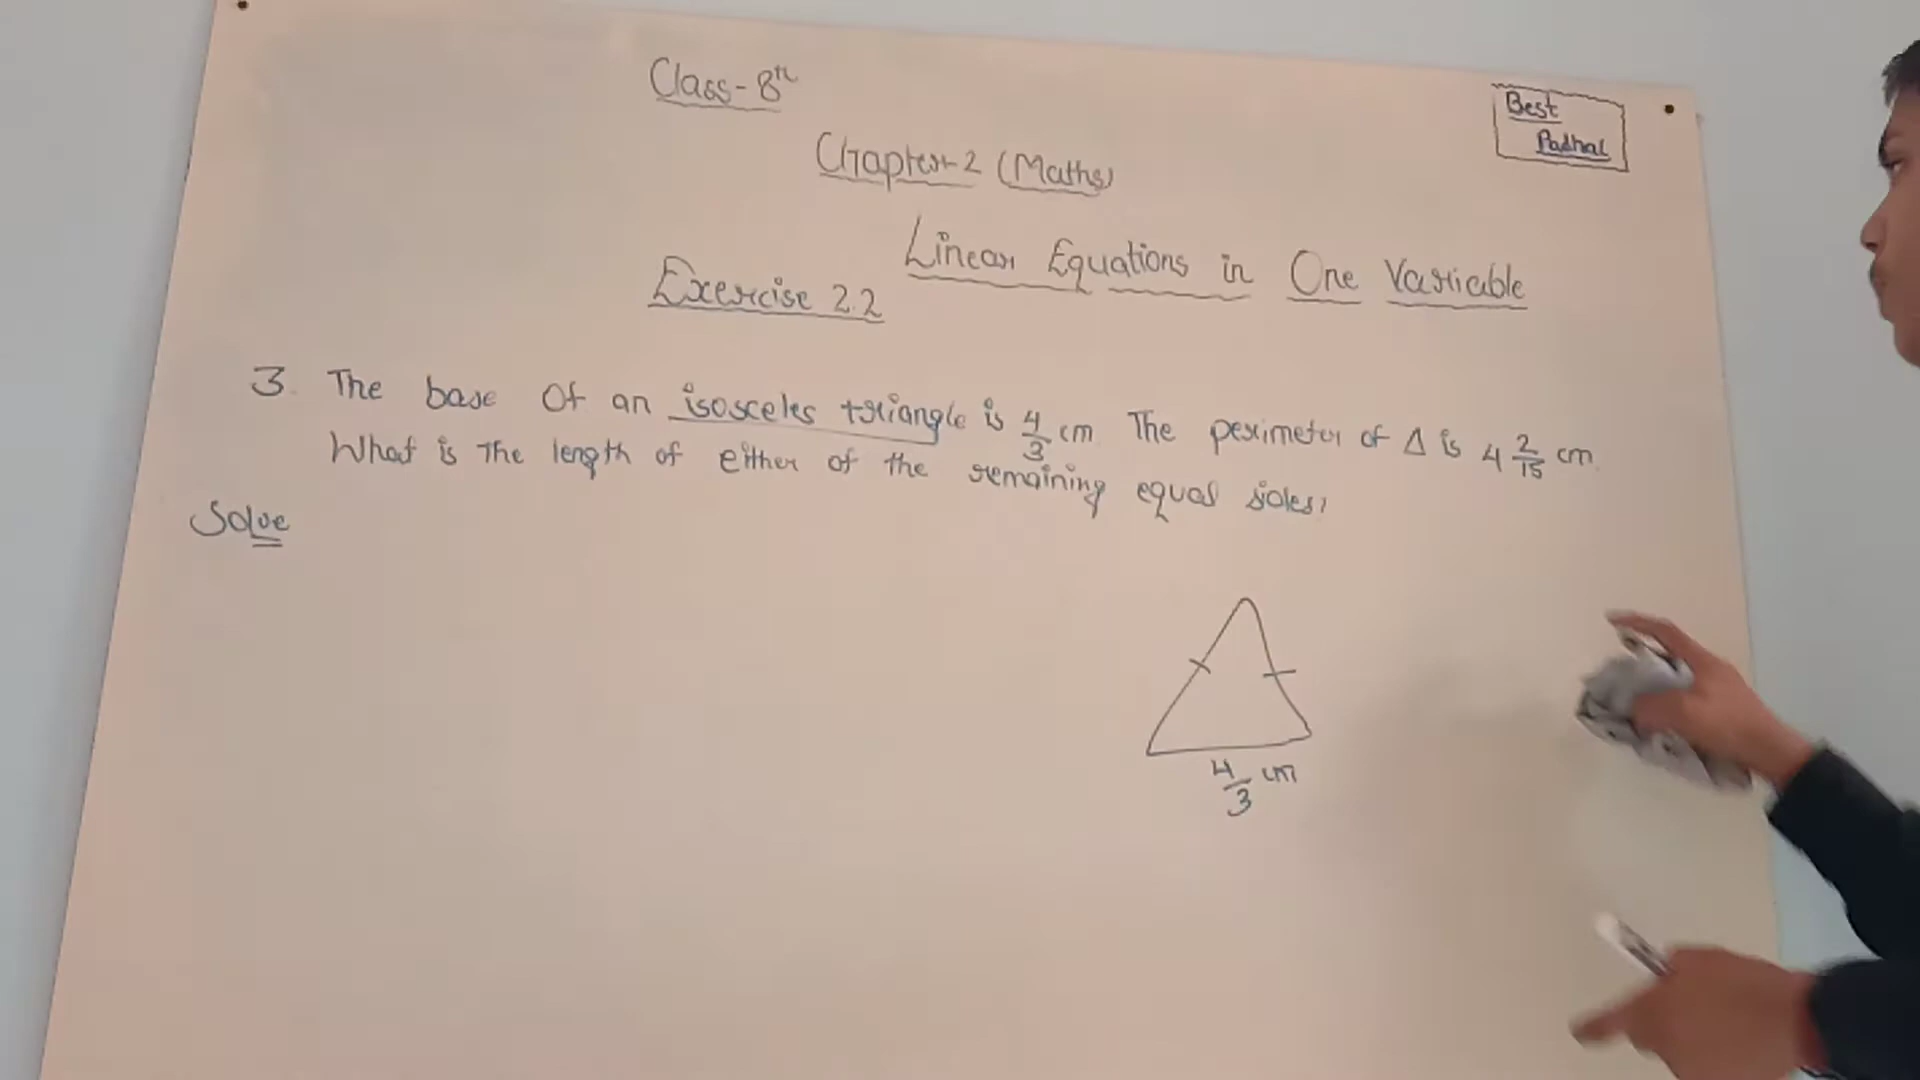 Class-8th
Best
Padhai
Chapter-2 (Maths)
Linear Equations in One Variable
Exercise 2.2
3. The base of an isosceles triangle is 4/3 cm The perimeter of Δ is 4 2/15 cm.
What is the length of either of the remaining equal sides?
Solve
4/3 cm